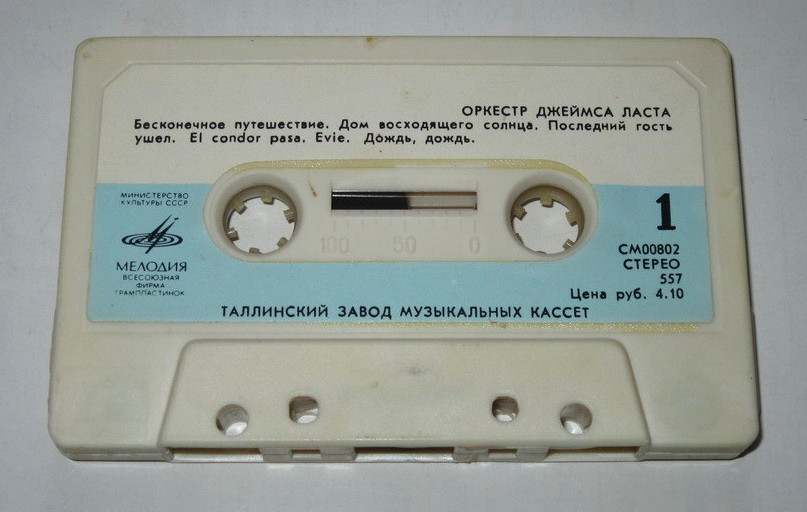 ОРКЕСТР ДЖЕЙМСА ЛАСТА
Бесконечное путешествие. Дом восходящего солнца. Последний гость
ушел. El condor pasa. Evie. Дождь, дождь.
МИНИСТЕРСТВО
КУЛЬТУРЫ СССР
МЕЛОДИЯ
ВСЕСОЮЗНАЯ
ФИРМА
ГРАМПЛАСТИНОК
100 50 0
1
СМ00802
СТЕРЕО
557
Цена руб. 4.10
ТАЛЛИНСКИЙ ЗАВОД МУЗЫКАЛЬНЫХ КАССЕТ